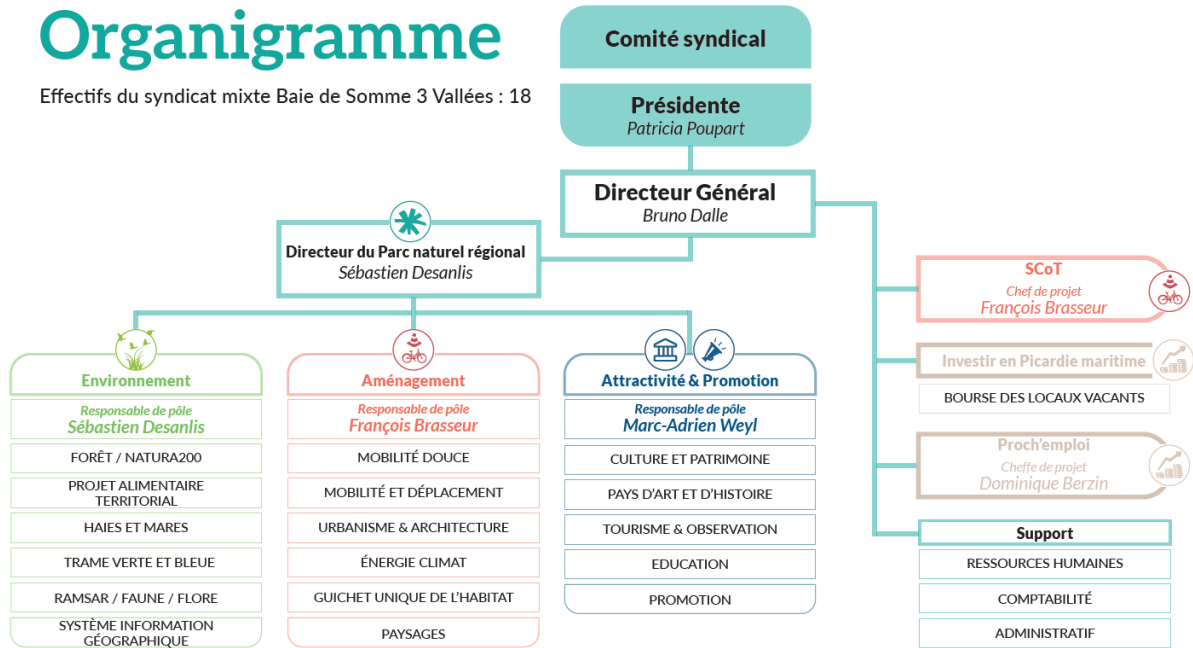 Organigramme
Effectifs du syndicat mixte Baie de Somme 3 Vallées : 18
Comité syndical
Présidente
Patricia Poupart
Directeur Général
Bruno Dalle
Directeur du Parc naturel régional
Sébastien Desanlis
Environnement
Responsable de pôle
Sébastien Desanlis
FORÊT / NATURA200
PROJET ALIMENTAIRE
TERRITORIAL
HAIES ET MARES
TRAME VERTE ET BLEUE
RAMSAR / FAUNE / FLORE
SYSTÈME INFORMATION
GÉOGRAPHIQUE
Aménagement
Responsable de pôle
François Brasseur
MOBILITÉ DOUCE
MOBILITÉ ET DÉPLACEMENT
URBANISME & ARCHITECTURE
ÉNERGIE CLIMAT
GUICHET UNIQUE DE L'HABITAT
PAYSAGES
Attractivité & Promotion
Responsable de pôle
Marc-Adrien Weyl
CULTURE ET PATRIMOINE
PAYS D'ART ET D'HISTOIRE
TOURISME & OBSERVATION
EDUCATION
PROMOTION
SCoT
Chef de projet
François Brasseur
Investir en Picardie maritime
BOURSE DES LOCAUX VACANTS
Proch'emploi
Cheffe de projet
Dominique Berzin
Support
RESSOURCES HUMAINES
COMPTABILITÉ
ADMINISTRATIF